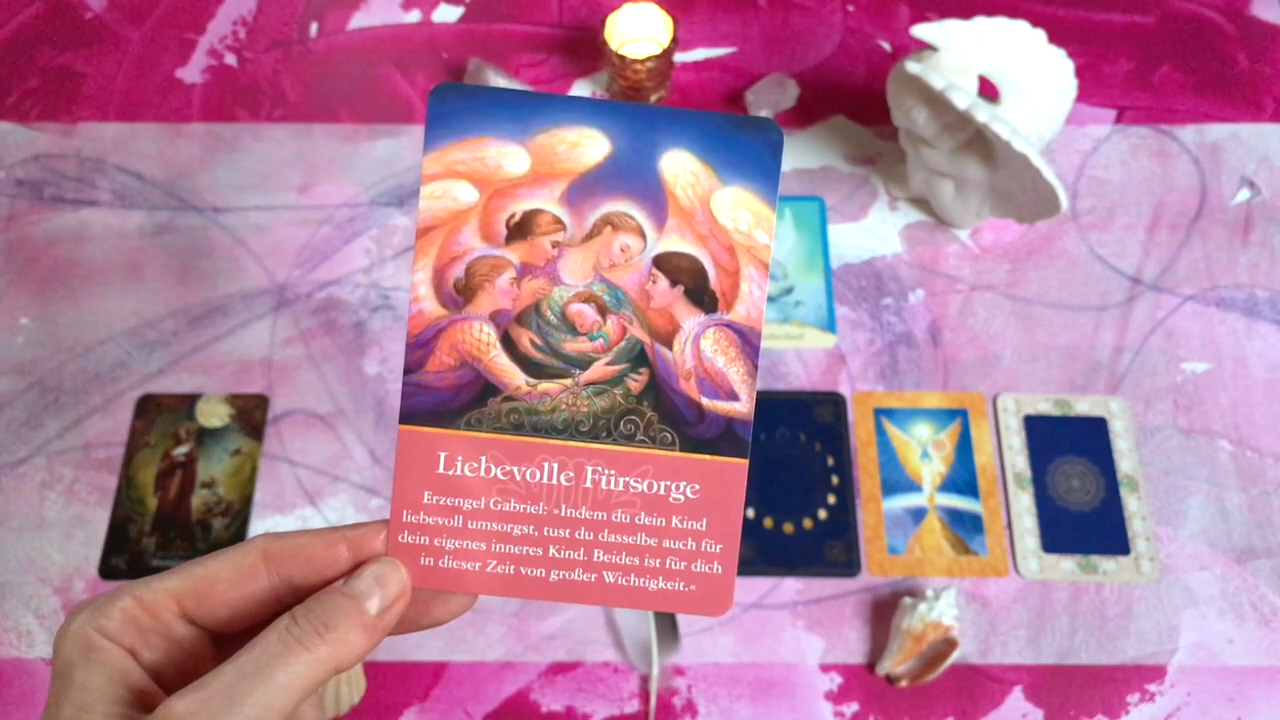 Liebevolle Fürsorge
Erzengel Gabriel: »Indem du dein Kind
liebevoll umsorgst, tust du dasselbe auch für
dein eigenes inneres Kind. Beides ist für dich
in dieser Zeit von großer Wichtigkeit.«